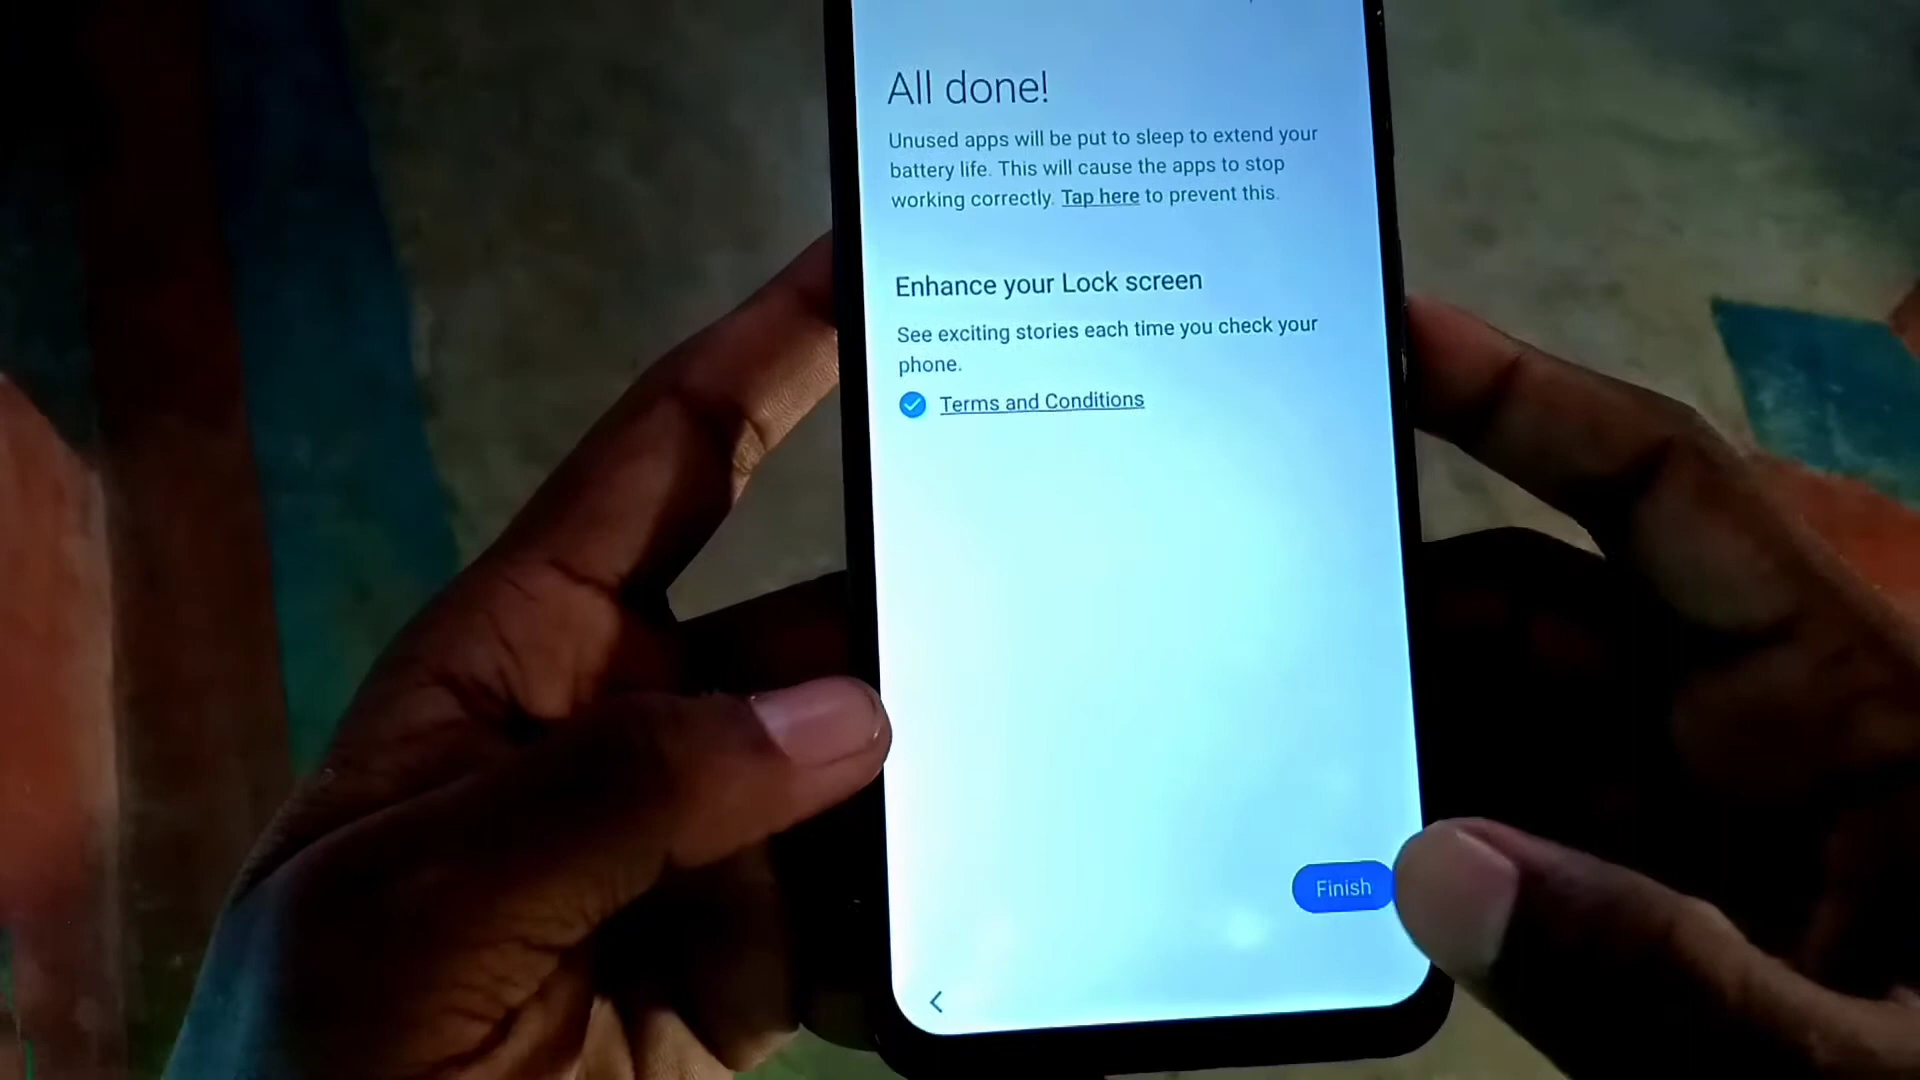 All done!
Unused apps will be put to sleep to extend your
battery life. This will cause the apps to stop
working correctly. Tap here to prevent this.
Enhance your Lock screen
See exciting stories each time you check your
phone.
Terms and Conditions
Finish